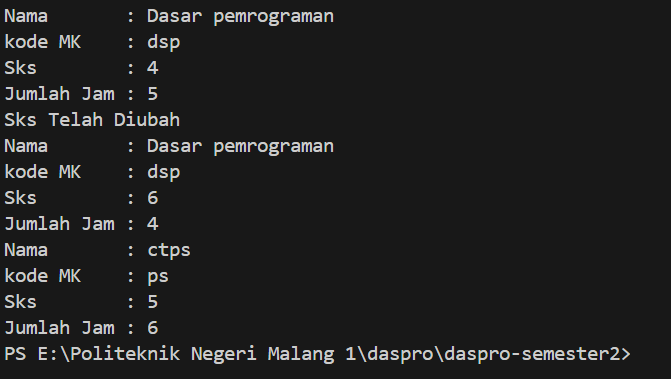 Nama       : Dasar pemrograman
kode MK    : dsp
Sks        : 4
Jumlah Jam : 5
Sks Telah Diubah
Nama       : Dasar pemrograman
kode MK    : dsp
Sks        : 6
Jumlah Jam : 4
Nama       : ctps
kode MK    : ps
Sks        : 5
Jumlah Jam : 6
PS E:\Politeknik Negeri Malang 1\daspro\daspro-semester2>